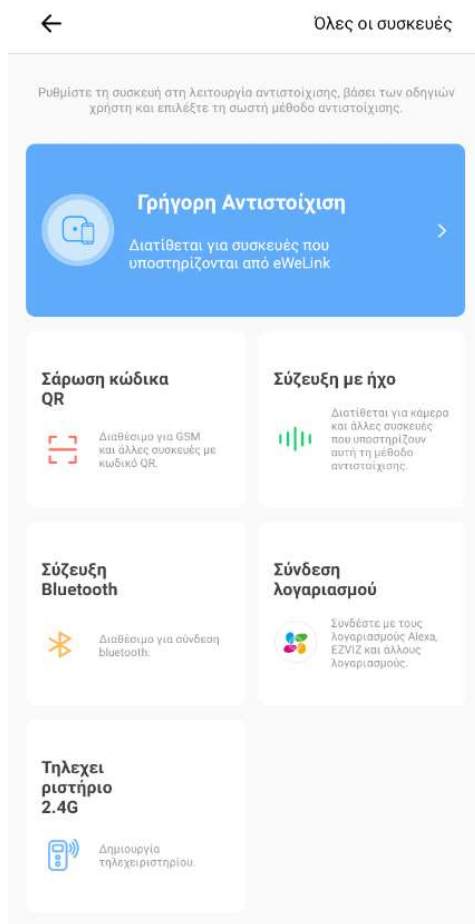 Όλες οι συσκευές
Ρυθμίστε τη συσκευή στη λειτουργία αντιστοίχισης, βάσει των οδηγιών
χρήστη και επιλέξτε τη σωστή μέθοδο αντιστοίχισης.
Γρήγορη Αντιστοίχιση
Διατίθεται για συσκευές που
υποστηρίζονται από eWeLink
Σάρωση κώδικα
QR
Διαθέσιμο για GSM
και άλλες συσκευές με
κωδικό QR.
Σύζευξη με ήχο
Διατίθεται για κάμερα
και άλλες συσκευές
που υποστηρίζουν
αυτή τη μέθοδο
αντιστοίχισης.
Σύζευξη
Bluetooth
Διαθέσιμο για σύνδεση
bluetooth.
Σύνδεση
λογαριασμού
Συνδέστε με τους
λογαριασμούς Alexa,
EZVIZ και άλλους
λογαριασμούς.
Τηλεχει
ριστήριο
2.4G
Δημιουργία
τηλεχειριστηρίου.